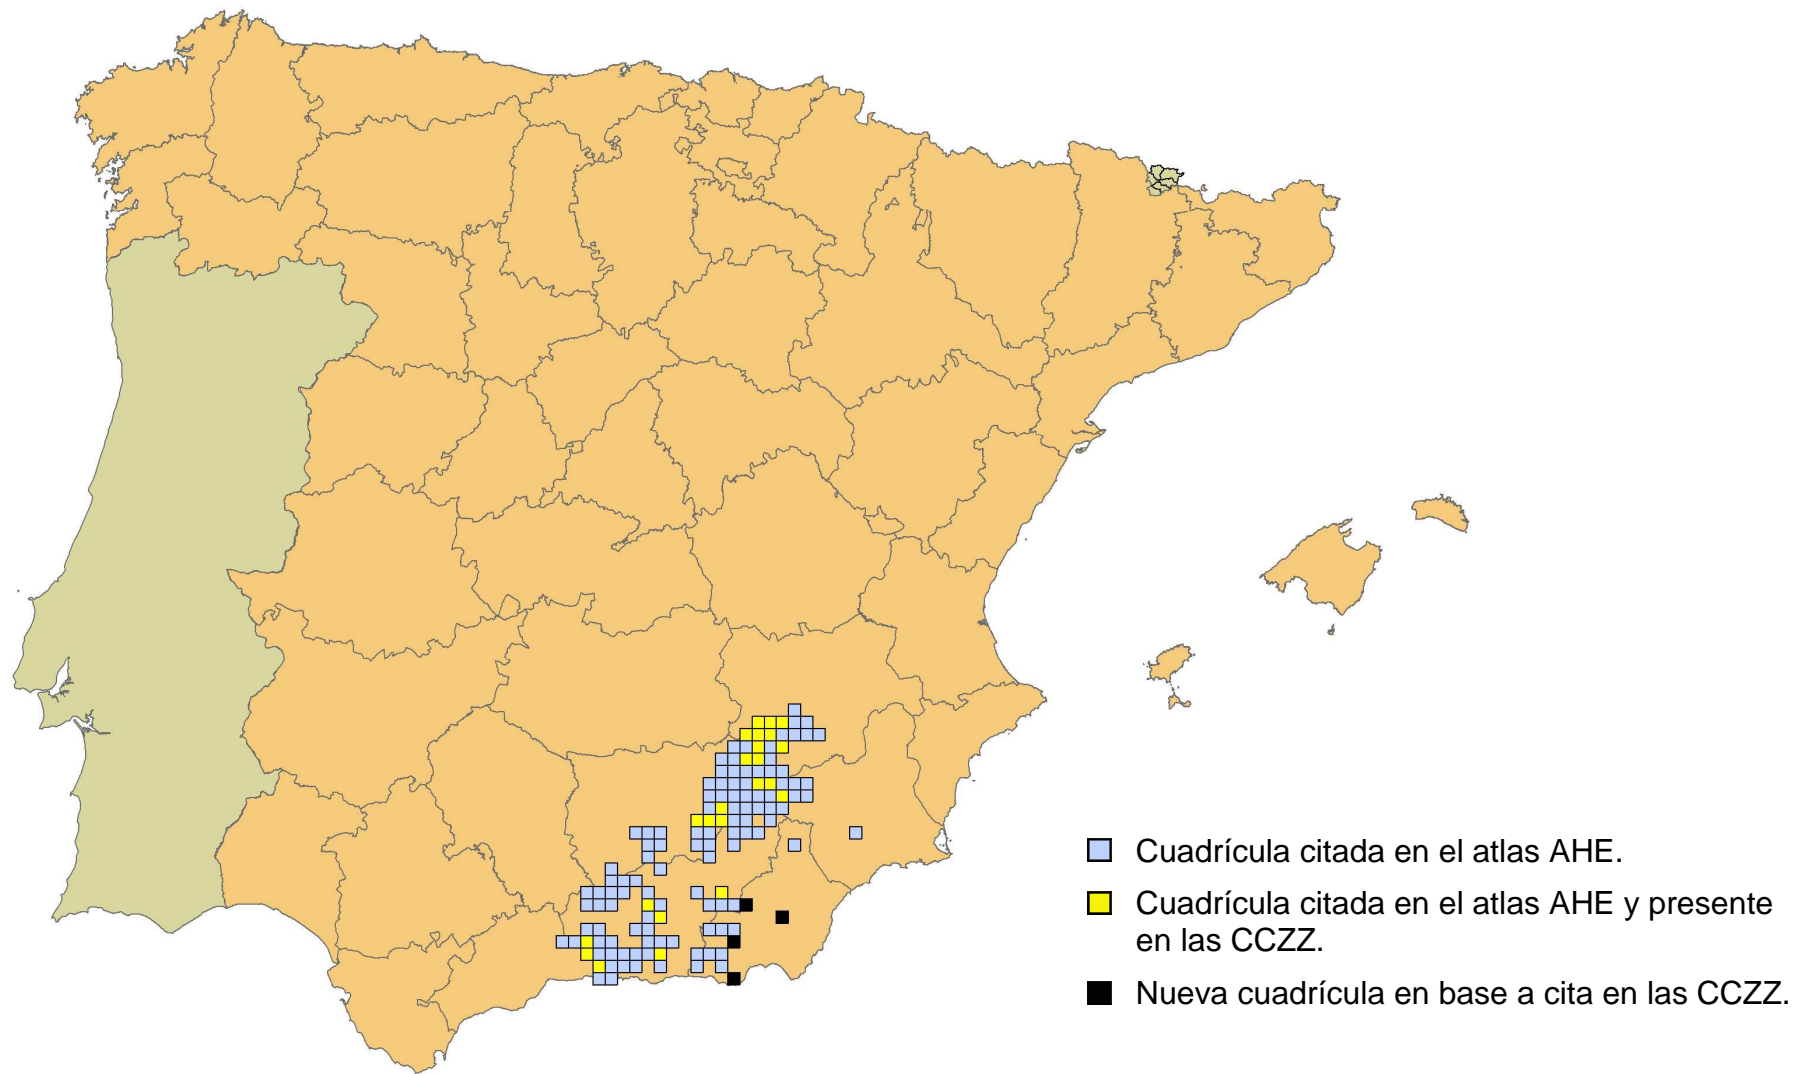 Cuadrícula citada en el atlas AHE.
Cuadrícula citada en el atlas AHE y presente
en las CCZZ.
Nueva cuadrícula en base a cita en las CCZZ.